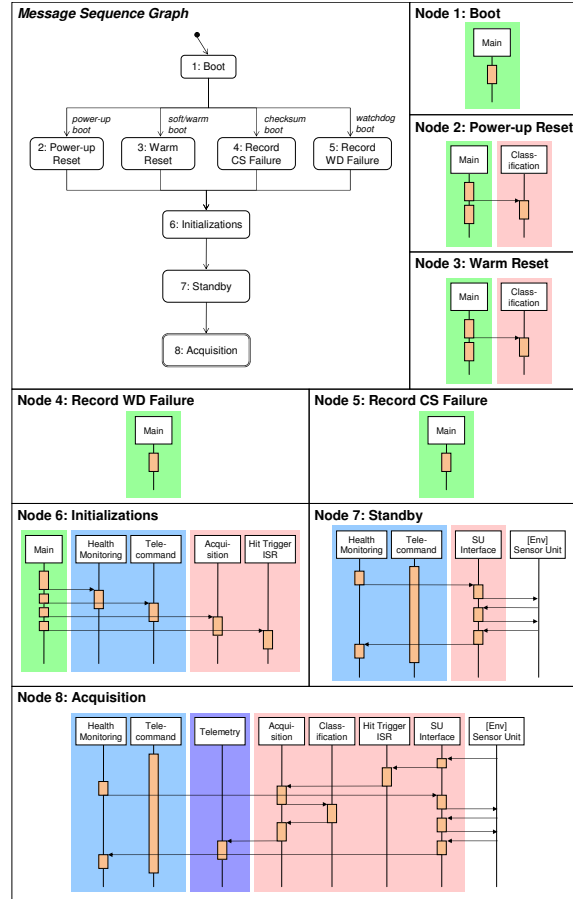 Message Sequence Graph
1: Boot
power-up
boot
soft/warm
boot
checksum
boot
watchdog
boot
2: Power-up
Reset
3: Warm
Reset
4: Record
CS Failure
5: Record
WD Failure
6: Initializations
7: Standby
8: Acquisition
Node 1: Boot
Main
Node 2: Power-up Reset
Main
Class-
ification
Node 3: Warm Reset
Main
Class-
ification
Node 4: Record WD Failure
Main
Node 5: Record CS Failure
Main
Node 6: Initializations
Main
Health
Monitoring
Tele-
command
Acqui-
sition
Hit Trigger
ISR
Node 7: Standby
Health
Monitoring
Tele-
command
SU
Interface
[Env]
Sensor Unit
Node 8: Acquisition
Health
Monitoring
Tele-
command
Telemetry
Acqui-
sition
Class-
ification
Hit Trigger
ISR
SU
Interface
[Env]
Sensor Unit